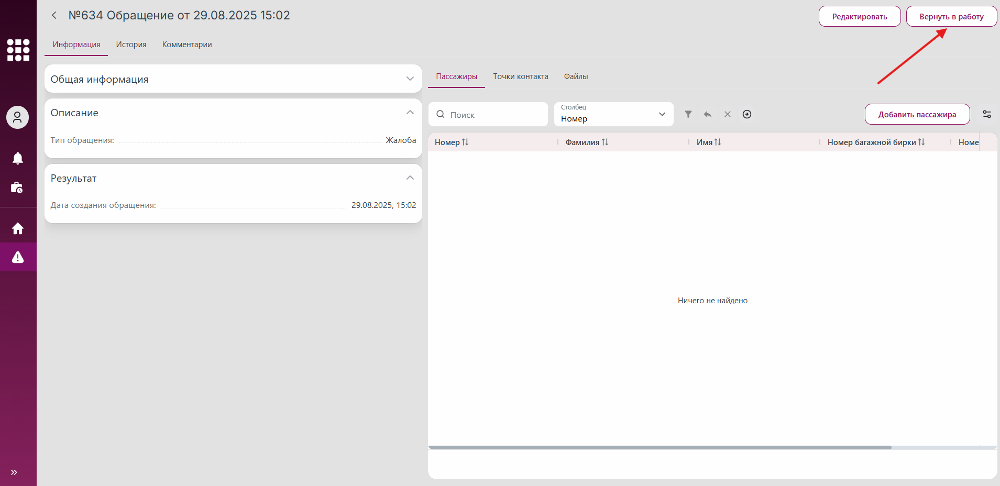 №634 Обращение от 29.08.2025 15:02
Редактировать
Вернуть в работу
Информация
История
Комментарии
Общая информация
Описание
Тип обращения:
Жалоба
Результат
Дата создания обращения:
29.08.2025, 15:02
Пассажиры
Точки контакта
Файлы
Поиск
Столбец
Номер
Добавить пассажира
Номер
Фамилия
Имя
Номер багажной бирки
Номе
Ничего не найдено